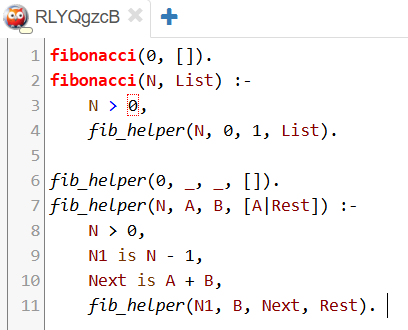 RLYQgzcB
1 fibonacci(0, []).
2 fibonacci(N, List) :-
3     N > 0,
4     fib_helper(N, 0, 1, List).
5
6 fib_helper(0, _, _, []).
7 fib_helper(N, A, B, [A|Rest]) :-
8     N > 0,
9     N1 is N - 1,
10     Next is A + B,
11     fib_helper(N1, B, Next, Rest).